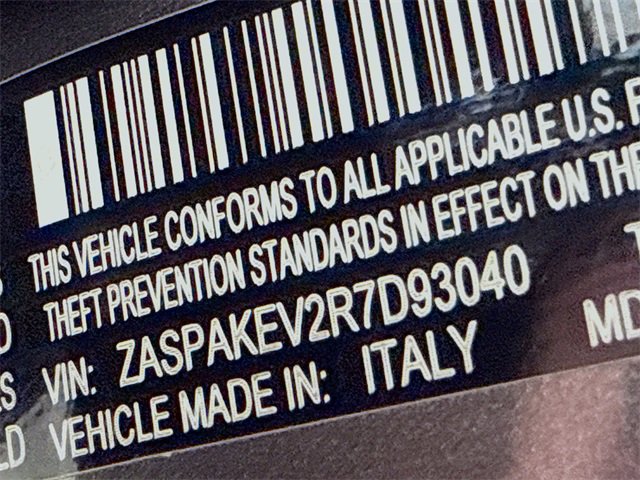 THIS VEHICLE CONFORMS TO ALL APPLICABLE U.S. F
THEFT PREVENTION STANDARDS IN EFFECT ON THE
VIN: ZASPAKEV2R7D93040
VEHICLE MADE IN: ITALY MD